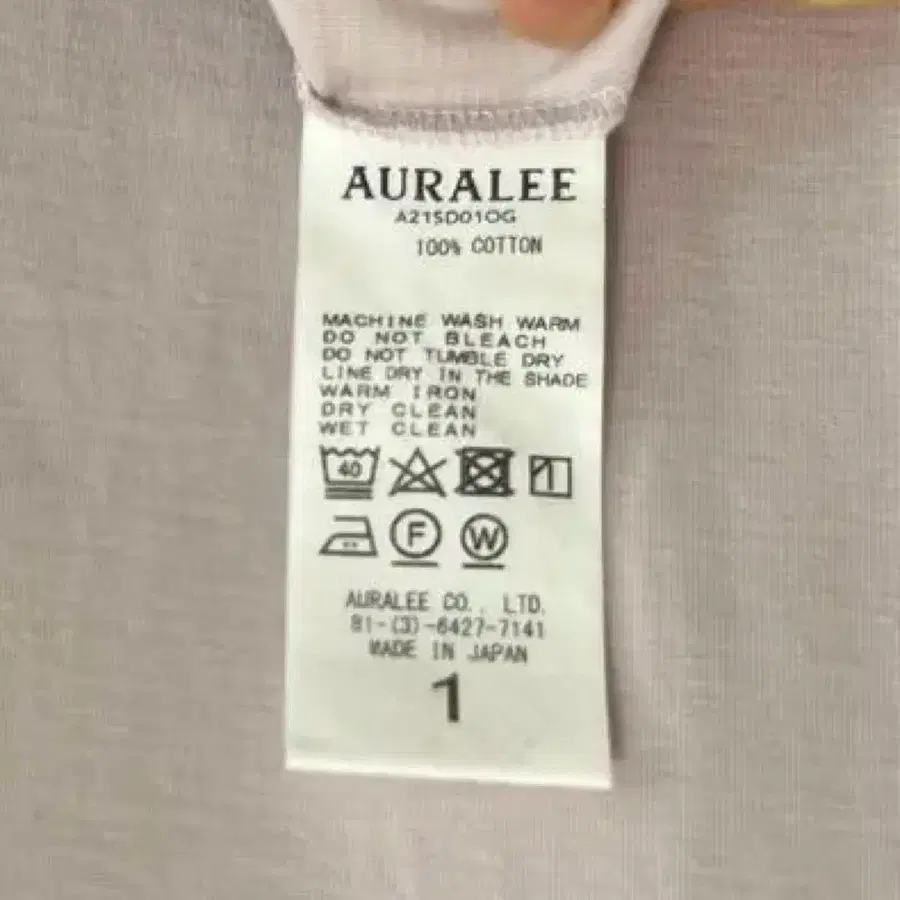 AURALEE
A21SD01OG
100% COTTON
MACHINE WASH WARM
DO NOT BLEACH
DO NOT TUMBLE DRY
LINE DRY IN THE SHADE
WARM IRON
DRY CLEAN
WET CLEAN
40
F
W
AURALEE CO., LTD.
81-(3)-6427-7141
MADE IN JAPAN
1